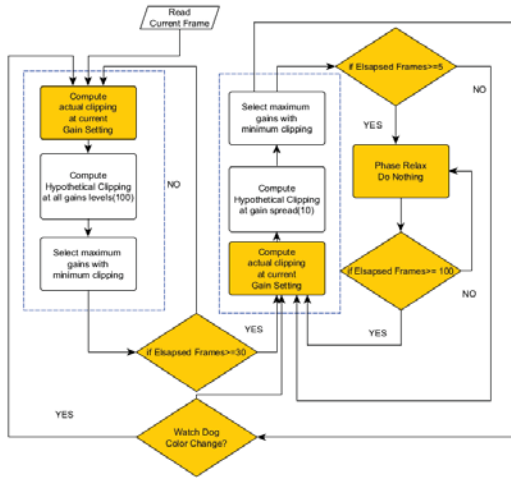 Read
Current Frame
Compute
actual clipping
at current
Gain Setting
Compute
Hypothetical Clipping
at all gains levels(100)
Select maximum
gains with
minimum clipping
NO
if Elsapsed Frames>=30
YES
Select maximum
gains with
minimum clipping
Compute
Hypothetical Clipping
at gain spread(10)
Compute
actual clipping
at current
Gain Setting
if Elsapsed Frames>=5
NO
YES
Phase Relax
Do Nothing
if Elsapsed Frames>= 100
NO
YES
YES
Watch Dog
Color Change?